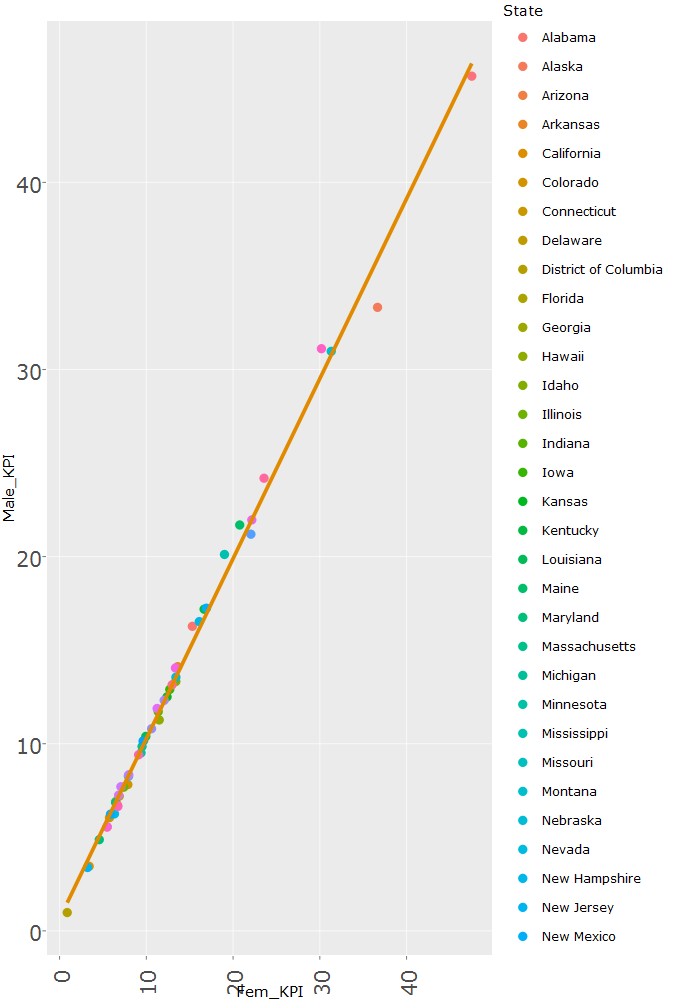 State
Alabama
Alaska
Arizona
Arkansas
California
Colorado
Connecticut
Delaware
District of Columbia
Florida
Georgia
Hawaii
Idaho
Illinois
Indiana
Iowa
Kansas
Kentucky
Louisiana
Maine
Maryland
Massachusetts
Michigan
Minnesota
Mississippi
Missouri
Montana
Nebraska
Nevada
New Hampshire
New Jersey
New Mexico
Male_KPI
40
30
20
10
0
0
10
20
30
40
Fem_KPI